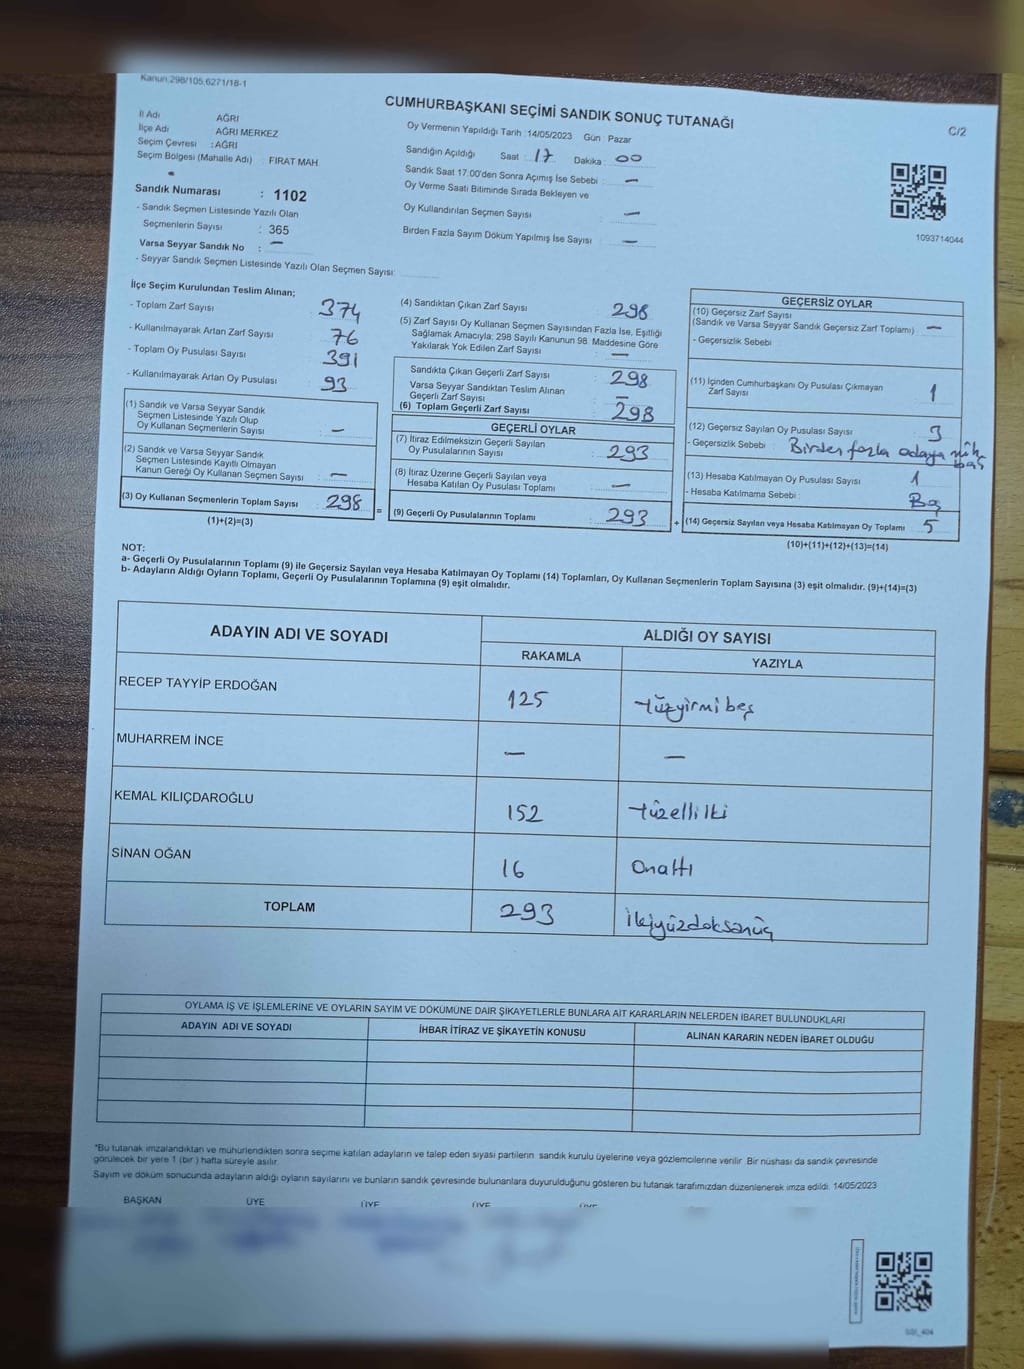 Kanun:298/105,6271/18-1
CUMHURBAŞKANI SEÇİMİ SANDIK SONUÇ TUTANAĞI
C/2
İl Adı : AĞRI
İlçe Adı : AĞRI MERKEZ
Seçim Çevresi : AĞRI
Seçim Bölgesi (Mahalle Adı) : FIRAT MAH.
Sandık Numarası : 1102
- Sandık Seçmen Listesinde Yazılı Olan
Seçmenlerin Sayısı : 365
Varsa Seyyar Sandık No : —
- Seyyar Sandık Seçmen Listesinde Yazılı Olan Seçmen Sayısı:
Oy Vermenin Yapıldığı Tarih : 14/05/2023 Gün : Pazar
Sandığın Açıldığı Saat : 17 Dakika : 00
Sandık Saat 17.00'den Sonra Açımış İse Sebebi : —
Oy Verme Saati Bitiminde Sırada Bekleyen ve
Oy Kullandırılan Seçmen Sayısı : —
Birden Fazla Sayım Döküm Yapılmış İse Sayısı : —
1093714044
İlçe Seçim Kurulundan Teslim Alınan;
- Toplam Zarf Sayısı : 374
- Kullanılmayarak Artan Zarf Sayısı : 76
- Toplam Oy Pusulası Sayısı : 391
- Kullanılmayarak Artan Oy Pusulası : 93
(1) Sandık ve Varsa Seyyar Sandık
Seçmen Listesinde Yazılı Olup
Oy Kullanan Seçmenlerin Sayısı : —
(2) Sandık ve Varsa Seyyar Sandık
Seçmen Listesinde Kayıtlı Olmayan
Kanun Gereği Oy Kullanan Seçmen Sayısı : —
(3) Oy Kullanan Seçmenlerin Toplam Sayısı : 298
(1)+(2)=(3)
=
(4) Sandıktan Çıkan Zarf Sayısı : 298
(5) Zarf Sayısı Oy Kullanan Seçmen Sayısından Fazla İse, Eşitliği
Sağlamak Amacıyla; 298 Sayılı Kanunun 98. Maddesine Göre
Yakılarak Yok Edilen Zarf Sayısı : —
Sandıkta Çıkan Geçerli Zarf Sayısı : 298
Varsa Seyyar Sandıktan Teslim Alınan
Geçerli Zarf Sayısı : —
(6) Toplam Geçerli Zarf Sayısı : 298
GEÇERLİ OYLAR
(7) İtiraz Edilmeksizin Geçerli Sayılan
Oy Pusulalarının Sayısı : 293
(8) İtiraz Üzerine Geçerli Sayılan veya
Hesaba Katılan Oy Pusulası Toplamı : —
(9) Geçerli Oy Pusulalarının Toplamı : 293
+
GEÇERSİZ OYLAR
(10) Geçersiz Zarf Sayısı
(Sandık ve Varsa Seyyar Sandık Geçersiz Zarf Toplamı) : —
- Geçersizlik Sebebi :
(11) İçinden Cumhurbaşkanı Oy Pusulası Çıkmayan
Zarf Sayısı : 1
(12) Geçersiz Sayılan Oy Pusulası Sayısı : 3
- Geçersizlik Sebebi : Birden fazla adaya
(13) Hesaba Katılmayan Oy Pusulası Sayısı : 1
- Hesaba Katılmama Sebebi : Boş
(14) Geçersiz Sayılan veya Hesaba Katılmayan Oy Toplamı : 5
(10)+(11)+(12)+(13)=(14)
NOT:
a- Geçerli Oy Pusulalarının Toplamı (9) ile Geçersiz Sayılan veya Hesaba Katılmayan Oy Toplamı (14) Toplamları, Oy Kullanan Seçmenlerin Toplam Sayısına (3) eşit olmalıdır. (9)+(14)=(3)
b- Adayların Aldığı Oyların Toplamı, Geçerli Oy Pusulalarının Toplamına (9) eşit olmalıdır.
ADAYIN ADI VE SOYADI
ALDIĞI OY SAYISI
RAKAMLA YAZIYLA
RECEP TAYYİP ERDOĞAN 125 Yüzyirmi beş
MUHARREM İNCE — —
KEMAL KILIÇDAROĞLU 152 Yüzelli iki
SİNAN OĞAN 16 Onaltı
TOPLAM 293 İkiyüzdoksanüç
OYLAMA İŞ VE İŞLEMLERİNE VE OYLARIN SAYIM VE DÖKÜMÜNE DAİR ŞİKAYETLERLE BUNLARA AİT KARARLARIN NELERDEN İBARET BULUNDUKLARI
ADAYIN ADI VE SOYADI İHBAR İTİRAZ VE ŞİKAYETİN KONUSU ALINAN KARARIN NEDEN İBARET OLDUĞU
*Bu tutanak imzalandıktan ve mühürlendikten sonra seçime katılan adayların ve talep eden siyasi partilerin sandık kurulu üyelerine veya gözlemcilerine verilir. Bir nüshası da sandık çevresinde
görülecek bir yere 1 (bir) hafta süreyle asılır.
Sayım ve döküm sonucunda adayların aldığı oyların sayılarını ve bunların sandık çevresinde bulunanlara duyurulduğunu gösteren bu tutanak tarafımızdan düzenlenerek imza edildi. 14/05/2023
BAŞKAN ÜYE ÜYE ÜYE ÜYE